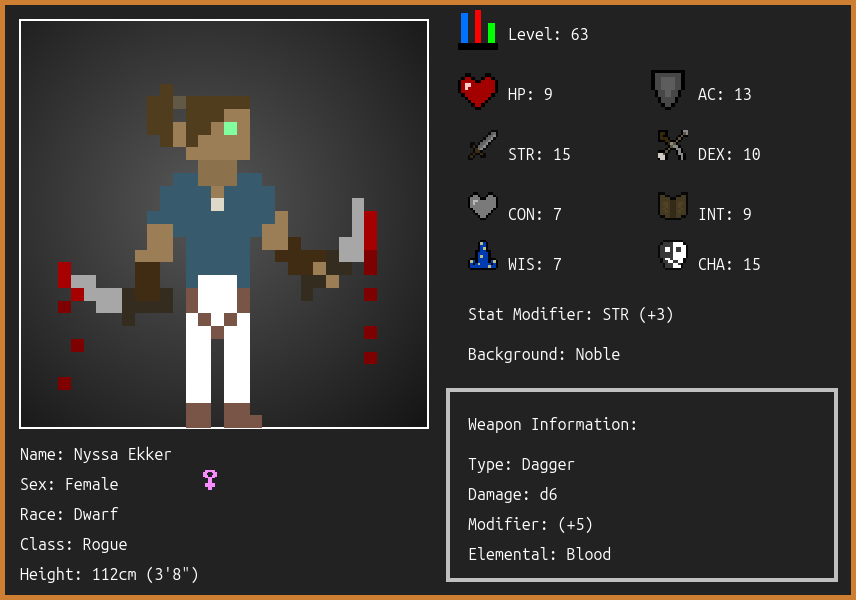 Level: 63
HP: 9
AC: 13
STR: 15
DEX: 10
CON: 7
INT: 9
WIS: 7
CHA: 15
Stat Modifier: STR (+3)
Background: Noble
Weapon Information:
Type: Dagger
Damage: d6
Modifier: (+5)
Elemental: Blood
Name: Nyssa Ekker
Sex: Female
Race: Dwarf
Class: Rogue
Height: 112cm (3'8")